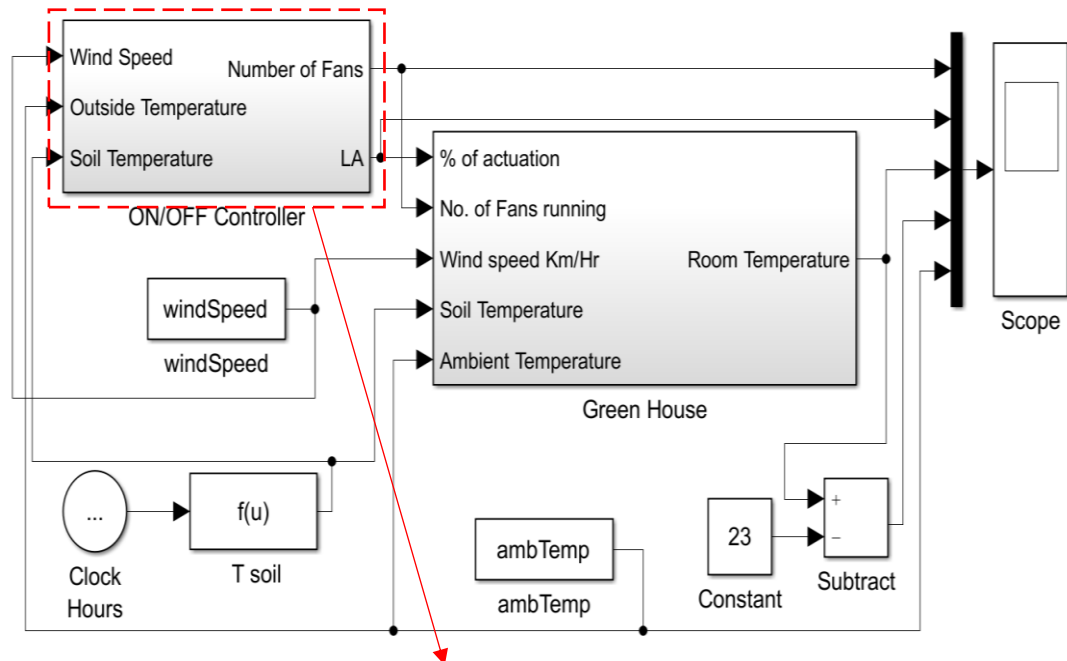 Wind Speed
Number of Fans
Outside Temperature
Soil Temperature
LA
ON/OFF Controller
% of actuation
No. of Fans running
Wind speed Km/Hr
Room Temperature
Soil Temperature
Ambient Temperature
Green House
Scope
windSpeed
windSpeed
...
Clock
Hours
f(u)
T soil
ambTemp
ambTemp
23
Constant
+
−
Subtract